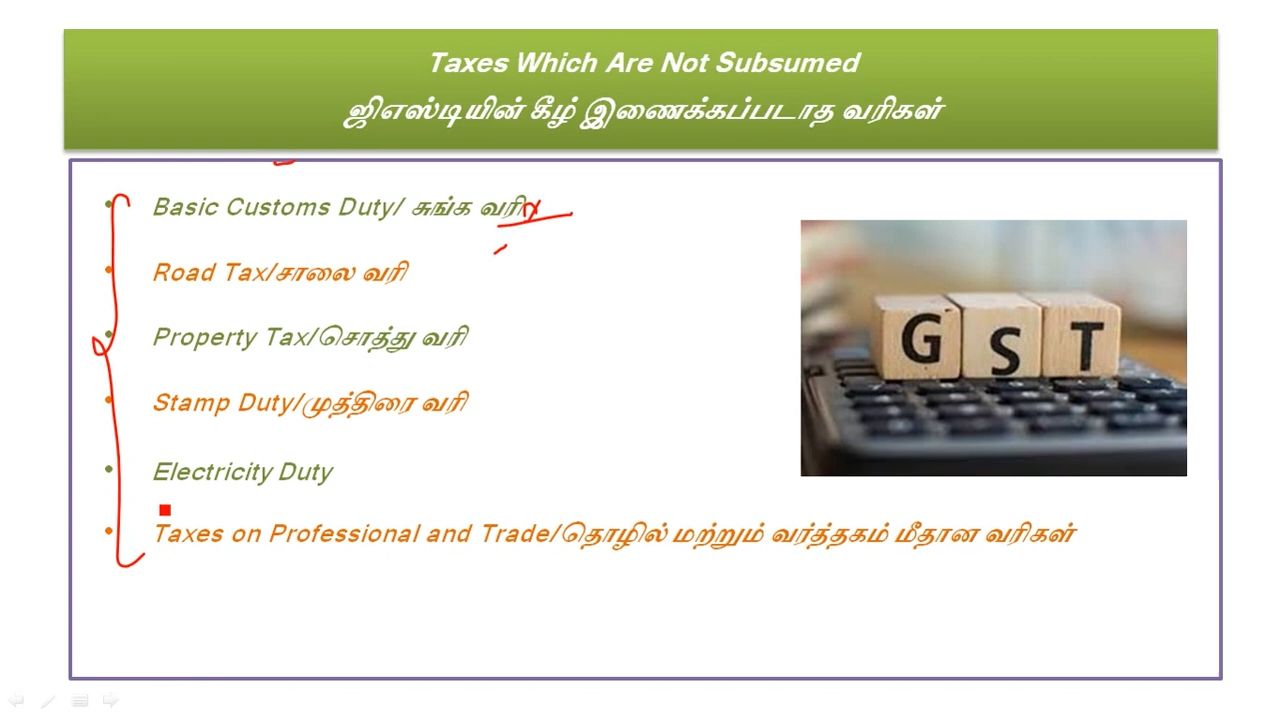 Taxes Which Are Not Subsumed
ஜிஎஸ்டியின் கீழ் இணைக்கப்படாத வரிகள்
• Basic Customs Duty/ சுங்க வரி
• Road Tax/சாலை வரி
• Property Tax/சொத்து வரி
• Stamp Duty/முத்திரை வரி
• Electricity Duty
• Taxes on Professional and Trade/தொழில் மற்றும் வர்த்தகம் மீதான வரிகள்
GST